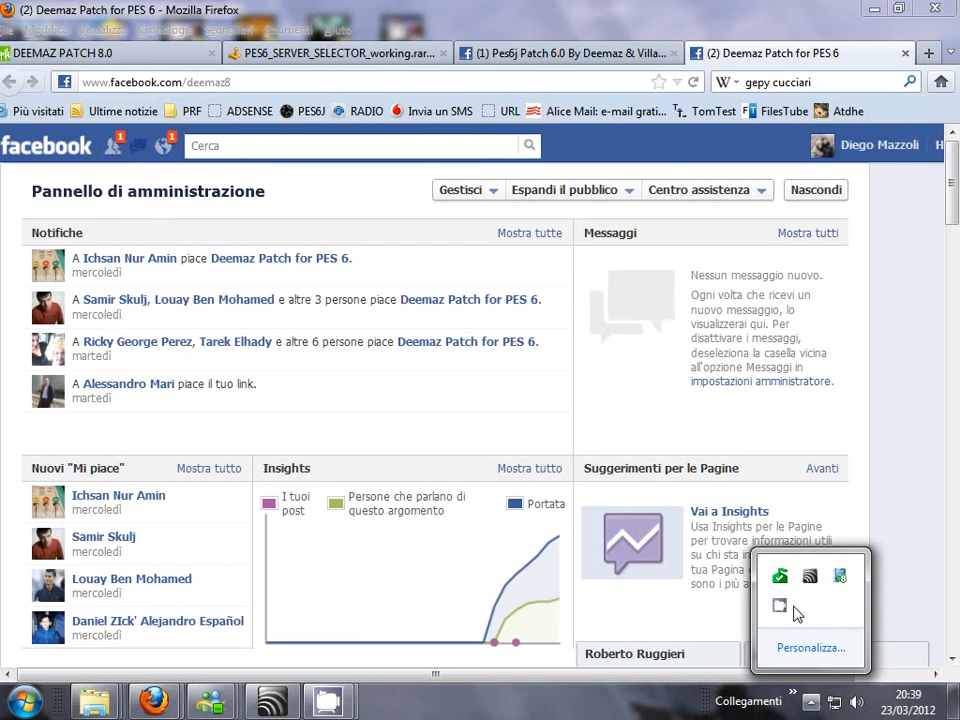 (2) Deemaz Patch for PES 6 - Mozilla Firefox
Modifica Visualizza Cronologia Segnalibri Strumenti Aiuto
DEEMAZ PATCH 8.0 PES6_SERVER_SELECTOR_working.rar... (1) Pes6j Patch 6.0 By Deemaz & Villa... (2) Deemaz Patch for PES 6
www.facebook.com/deemaz8 gepy cucciari
Più visitati Ultime notizie PRF ADSENSE PES6J RADIO Invia un SMS URL Alice Mail: e-mail grati... TomTest FilesTube Atdhe
facebook 1 1 Cerca Diego Mazzoli H
Pannello di amministrazione Gestisci Espandi il pubblico Centro assistenza Nascondi
Notifiche Mostra tutte Messaggi Mostra tutti
A Ichsan Nur Amin piace Deemaz Patch for PES 6.
mercoledì
A Samir Skulj, Louay Ben Mohamed e altre 3 persone piace Deemaz Patch for PES 6.
mercoledì
A Ricky George Perez, Tarek Elhady e altre 6 persone piace Deemaz Patch for PES 6.
martedì
A Alessandro Mari piace il tuo link.
martedì
Nessun messaggio nuovo.
Ogni volta che ricevi un
nuovo messaggio, lo
visualizzerai qui. Per
disattivare i messaggi,
deseleziona la casella vicina
all'opzione Messaggi in
impostazioni amministratore.
Nuovi "Mi piace" Mostra tutto Insights Mostra tutto Suggerimenti per le Pagine Avanti
Ichsan Nur Amin
mercoledì
Samir Skulj
mercoledì
Louay Ben Mohamed
mercoledì
Daniel ZIck' Alejandro Español
I tuoi
post
Persone che parlano di
questo argomento
Portata
Vai a Insights
Usa Insights per le Pagine
per trovare informazioni utili
su chi sta
tua Pagina
sono i più a
Personalizza...
Roberto Ruggieri
Collegamenti » 20:39
23/03/2012